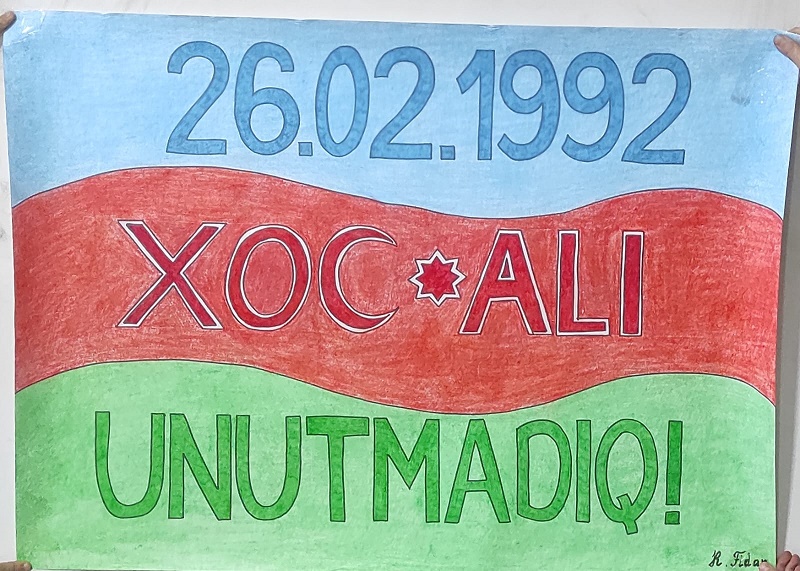 26.02.1992
XOCALI
UNUTMADIQ!
R. Fidan